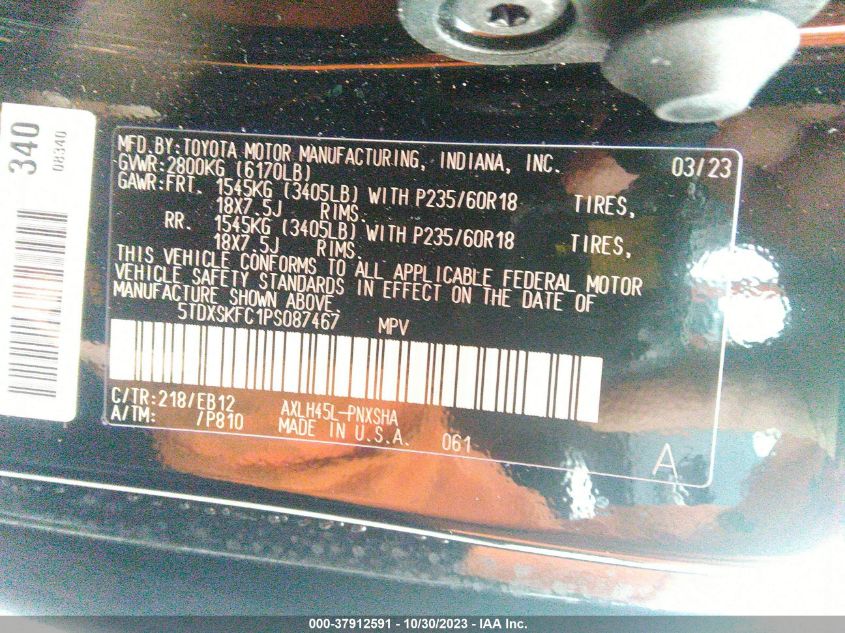 340
08340
MFD.BY:TOYOTA MOTOR MANUFACTURING, INDIANA, INC. 03/23
GVWR:2800KG (6170LB)
GAWR:FRT. 1545KG (3405LB) WITH P235/60R18 TIRES,
18X7.5J RIMS.
RR. 1545KG (3405LB) WITH P235/60R18 TIRES,
18X7.5J RIMS.
THIS VEHICLE CONFORMS TO ALL APPLICABLE FEDERAL MOTOR
VEHICLE SAFETY STANDARDS IN EFFECT ON THE DATE OF
MANUFACTURE SHOWN ABOVE.
5TDXSKFC1PS087467 MPV
C/TR:218/EB12 AXLH45L-PNXSHA
A/TM: /P810 MADE IN U.S.A. 061
A
000-37912591 - 10/30/2023 - IAA Inc.